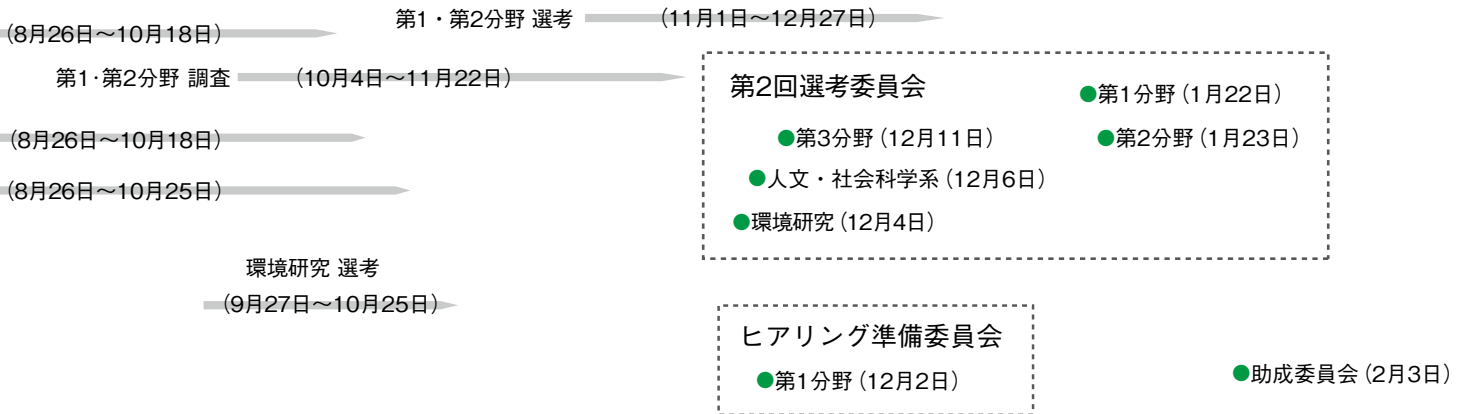 第1・第2分野 選考 (11月1日～12月27日)
(8月26日～10月18日)
第1・第2分野 調査 (10月4日～11月22日)
第2回選考委員会
●第1分野 (1月22日)
(8月26日～10月18日)
●第3分野 (12月11日)
●第2分野 (1月23日)
●人文・社会科学系 (12月6日)
(8月26日～10月25日)
●環境研究 (12月4日)
環境研究 選考
(9月27日～10月25日)
ヒアリング準備委員会
●第1分野 (12月2日)
●助成委員会 (2月3日)